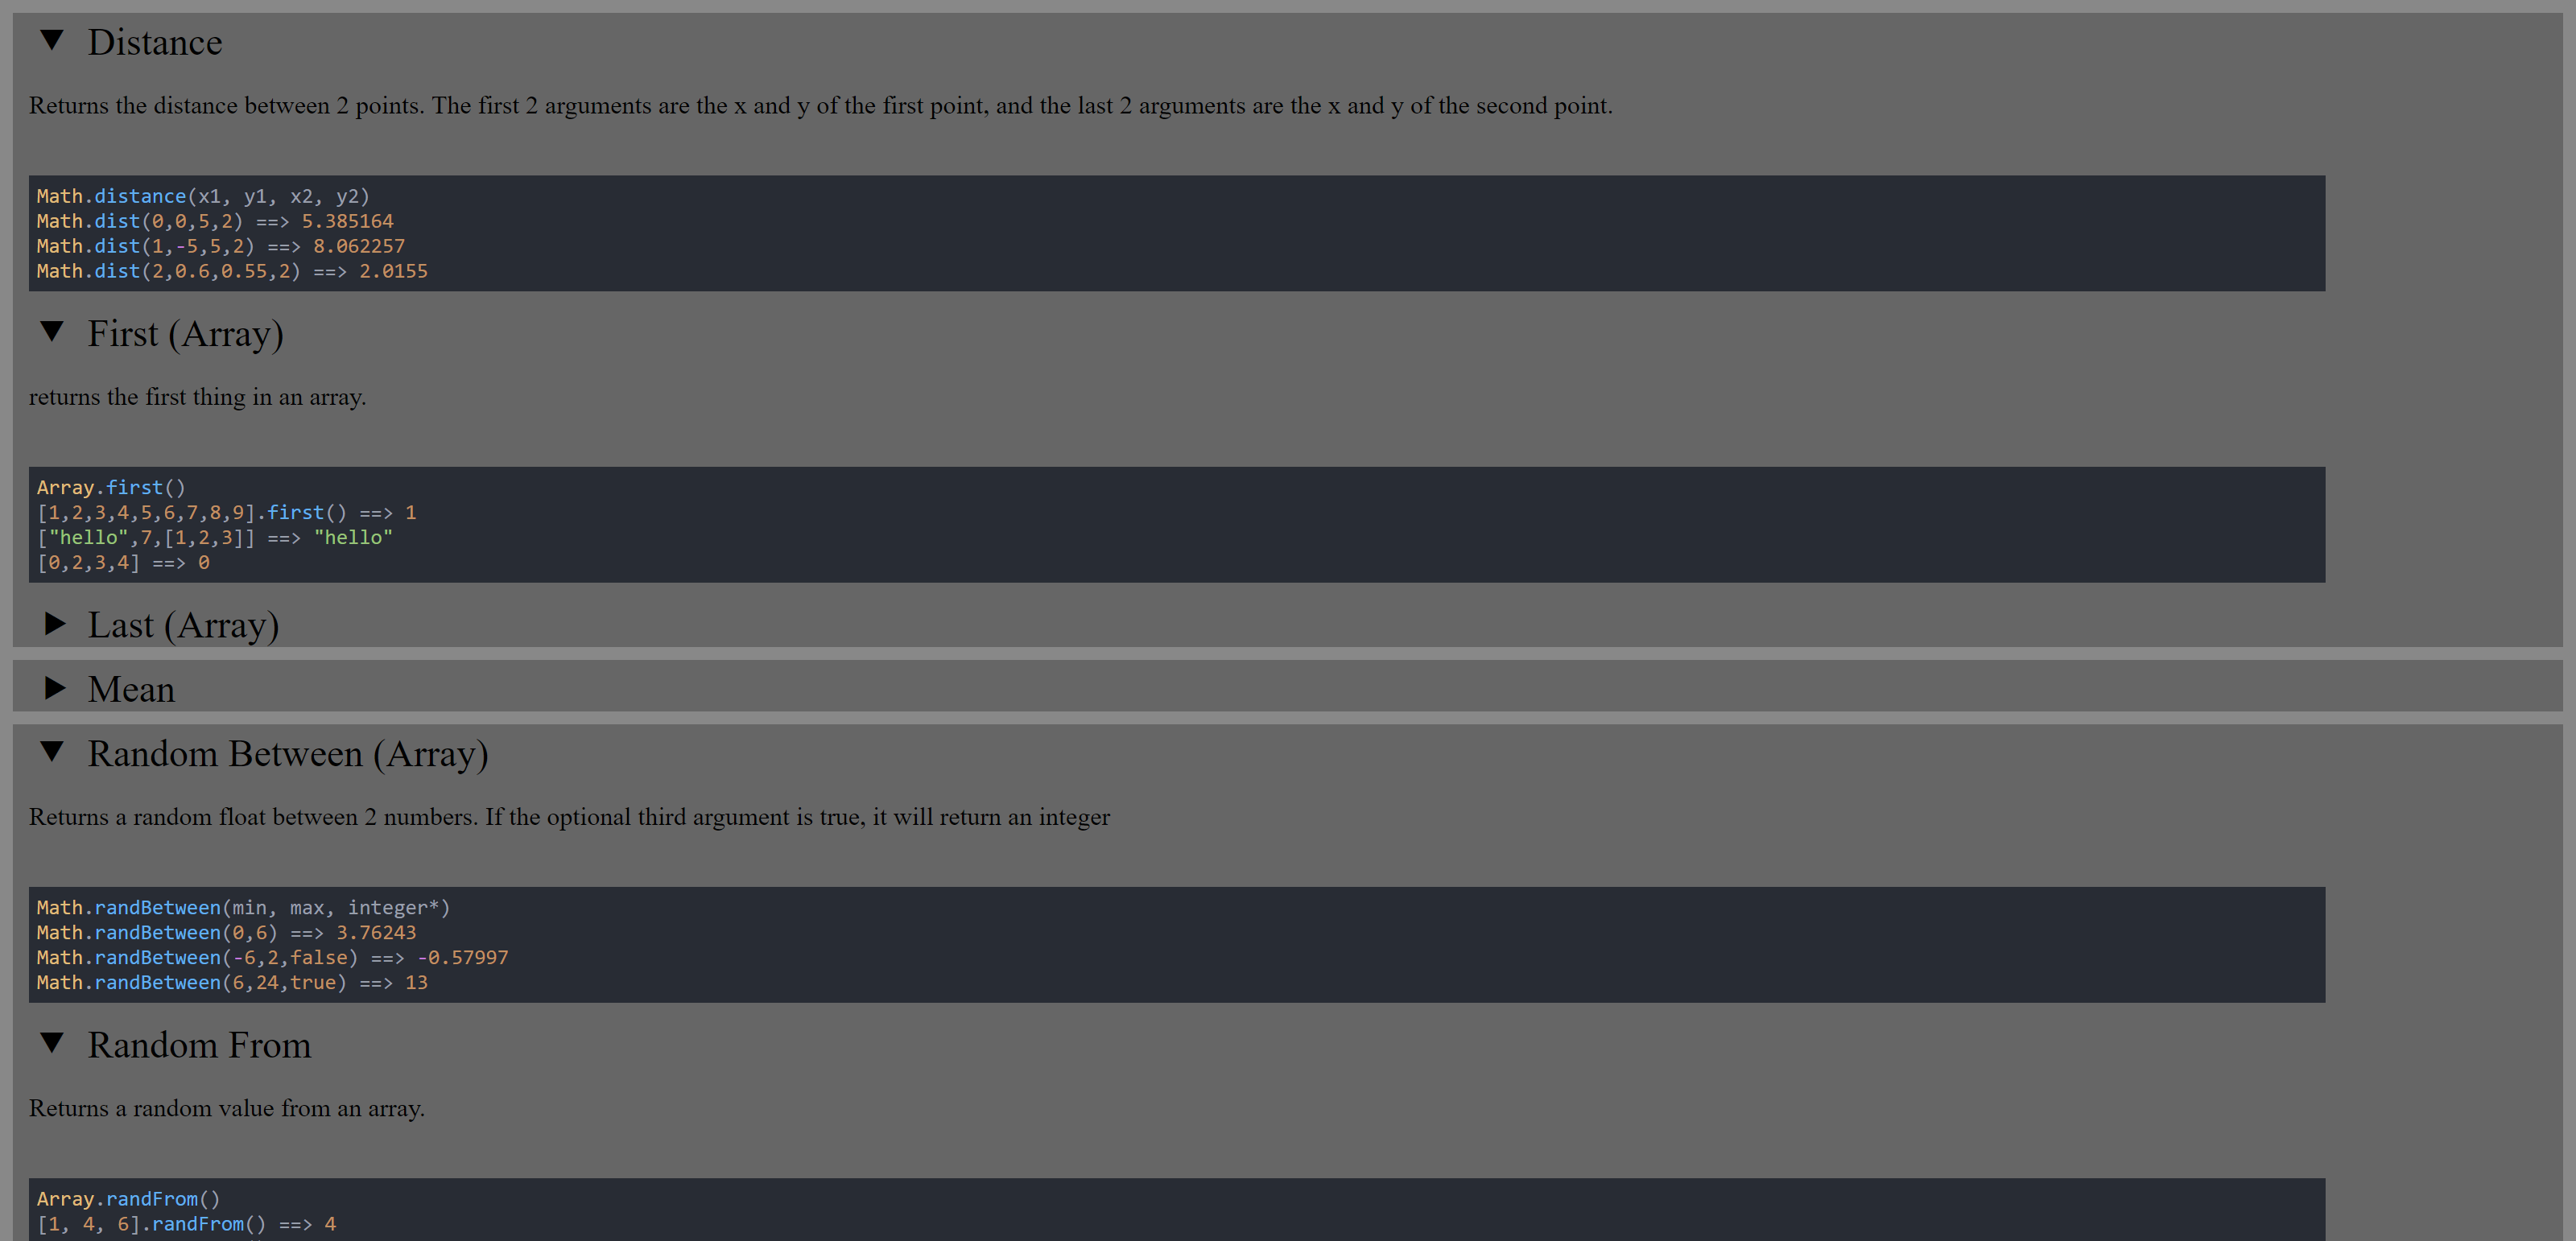 Distance
Returns the distance between 2 points. The first 2 arguments are the x and y of the first point, and the last 2 arguments are the x and y of the second point.
Math.distance(x1, y1, x2, y2)
Math.dist(0,0,5,2) ==> 5.385164
Math.dist(1,-5,5,2) ==> 8.062257
Math.dist(2,0.6,0.55,2) ==> 2.0155
First (Array)
returns the first thing in an array.
Array.first()
[1,2,3,4,5,6,7,8,9].first() ==> 1
["hello",7,[1,2,3]] ==> "hello"
[0,2,3,4] ==> 0
Last (Array)
Mean
Random Between (Array)
Returns a random float between 2 numbers. If the optional third argument is true, it will return an integer
Math.randBetween(min, max, integer*)
Math.randBetween(0,6) ==> 3.76243
Math.randBetween(-6,2,false) ==> -0.57997
Math.randBetween(6,24,true) ==> 13
Random From
Returns a random value from an array.
Array.randFrom()
[1, 4, 6].randFrom() ==> 4